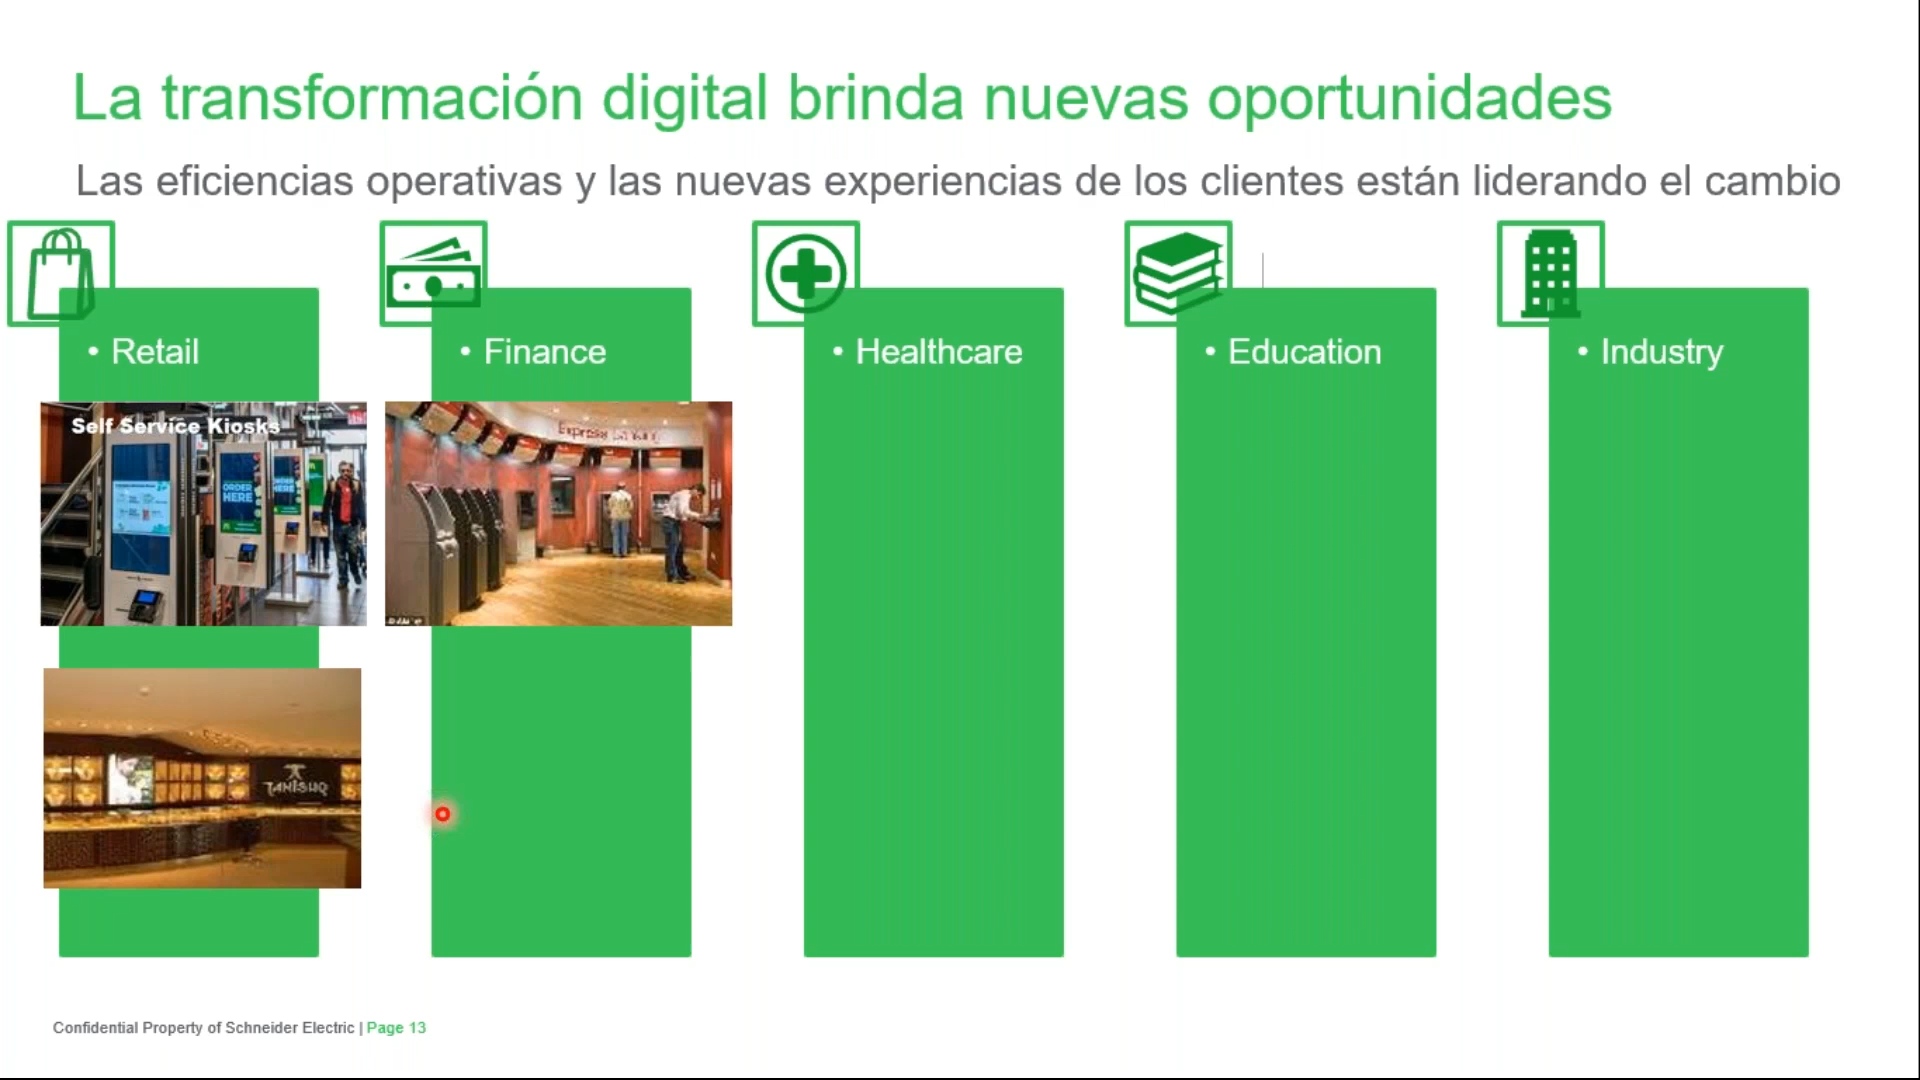 La transformación digital brinda nuevas oportunidades
Las eficiencias operativas y las nuevas experiencias de los clientes están liderando el cambio
• Retail
• Finance
• Healthcare
• Education
• Industry
Self Service Kiosks
ORDER
HERE
Express
TANISHQ
Confidential Property of Schneider Electric | Page 13